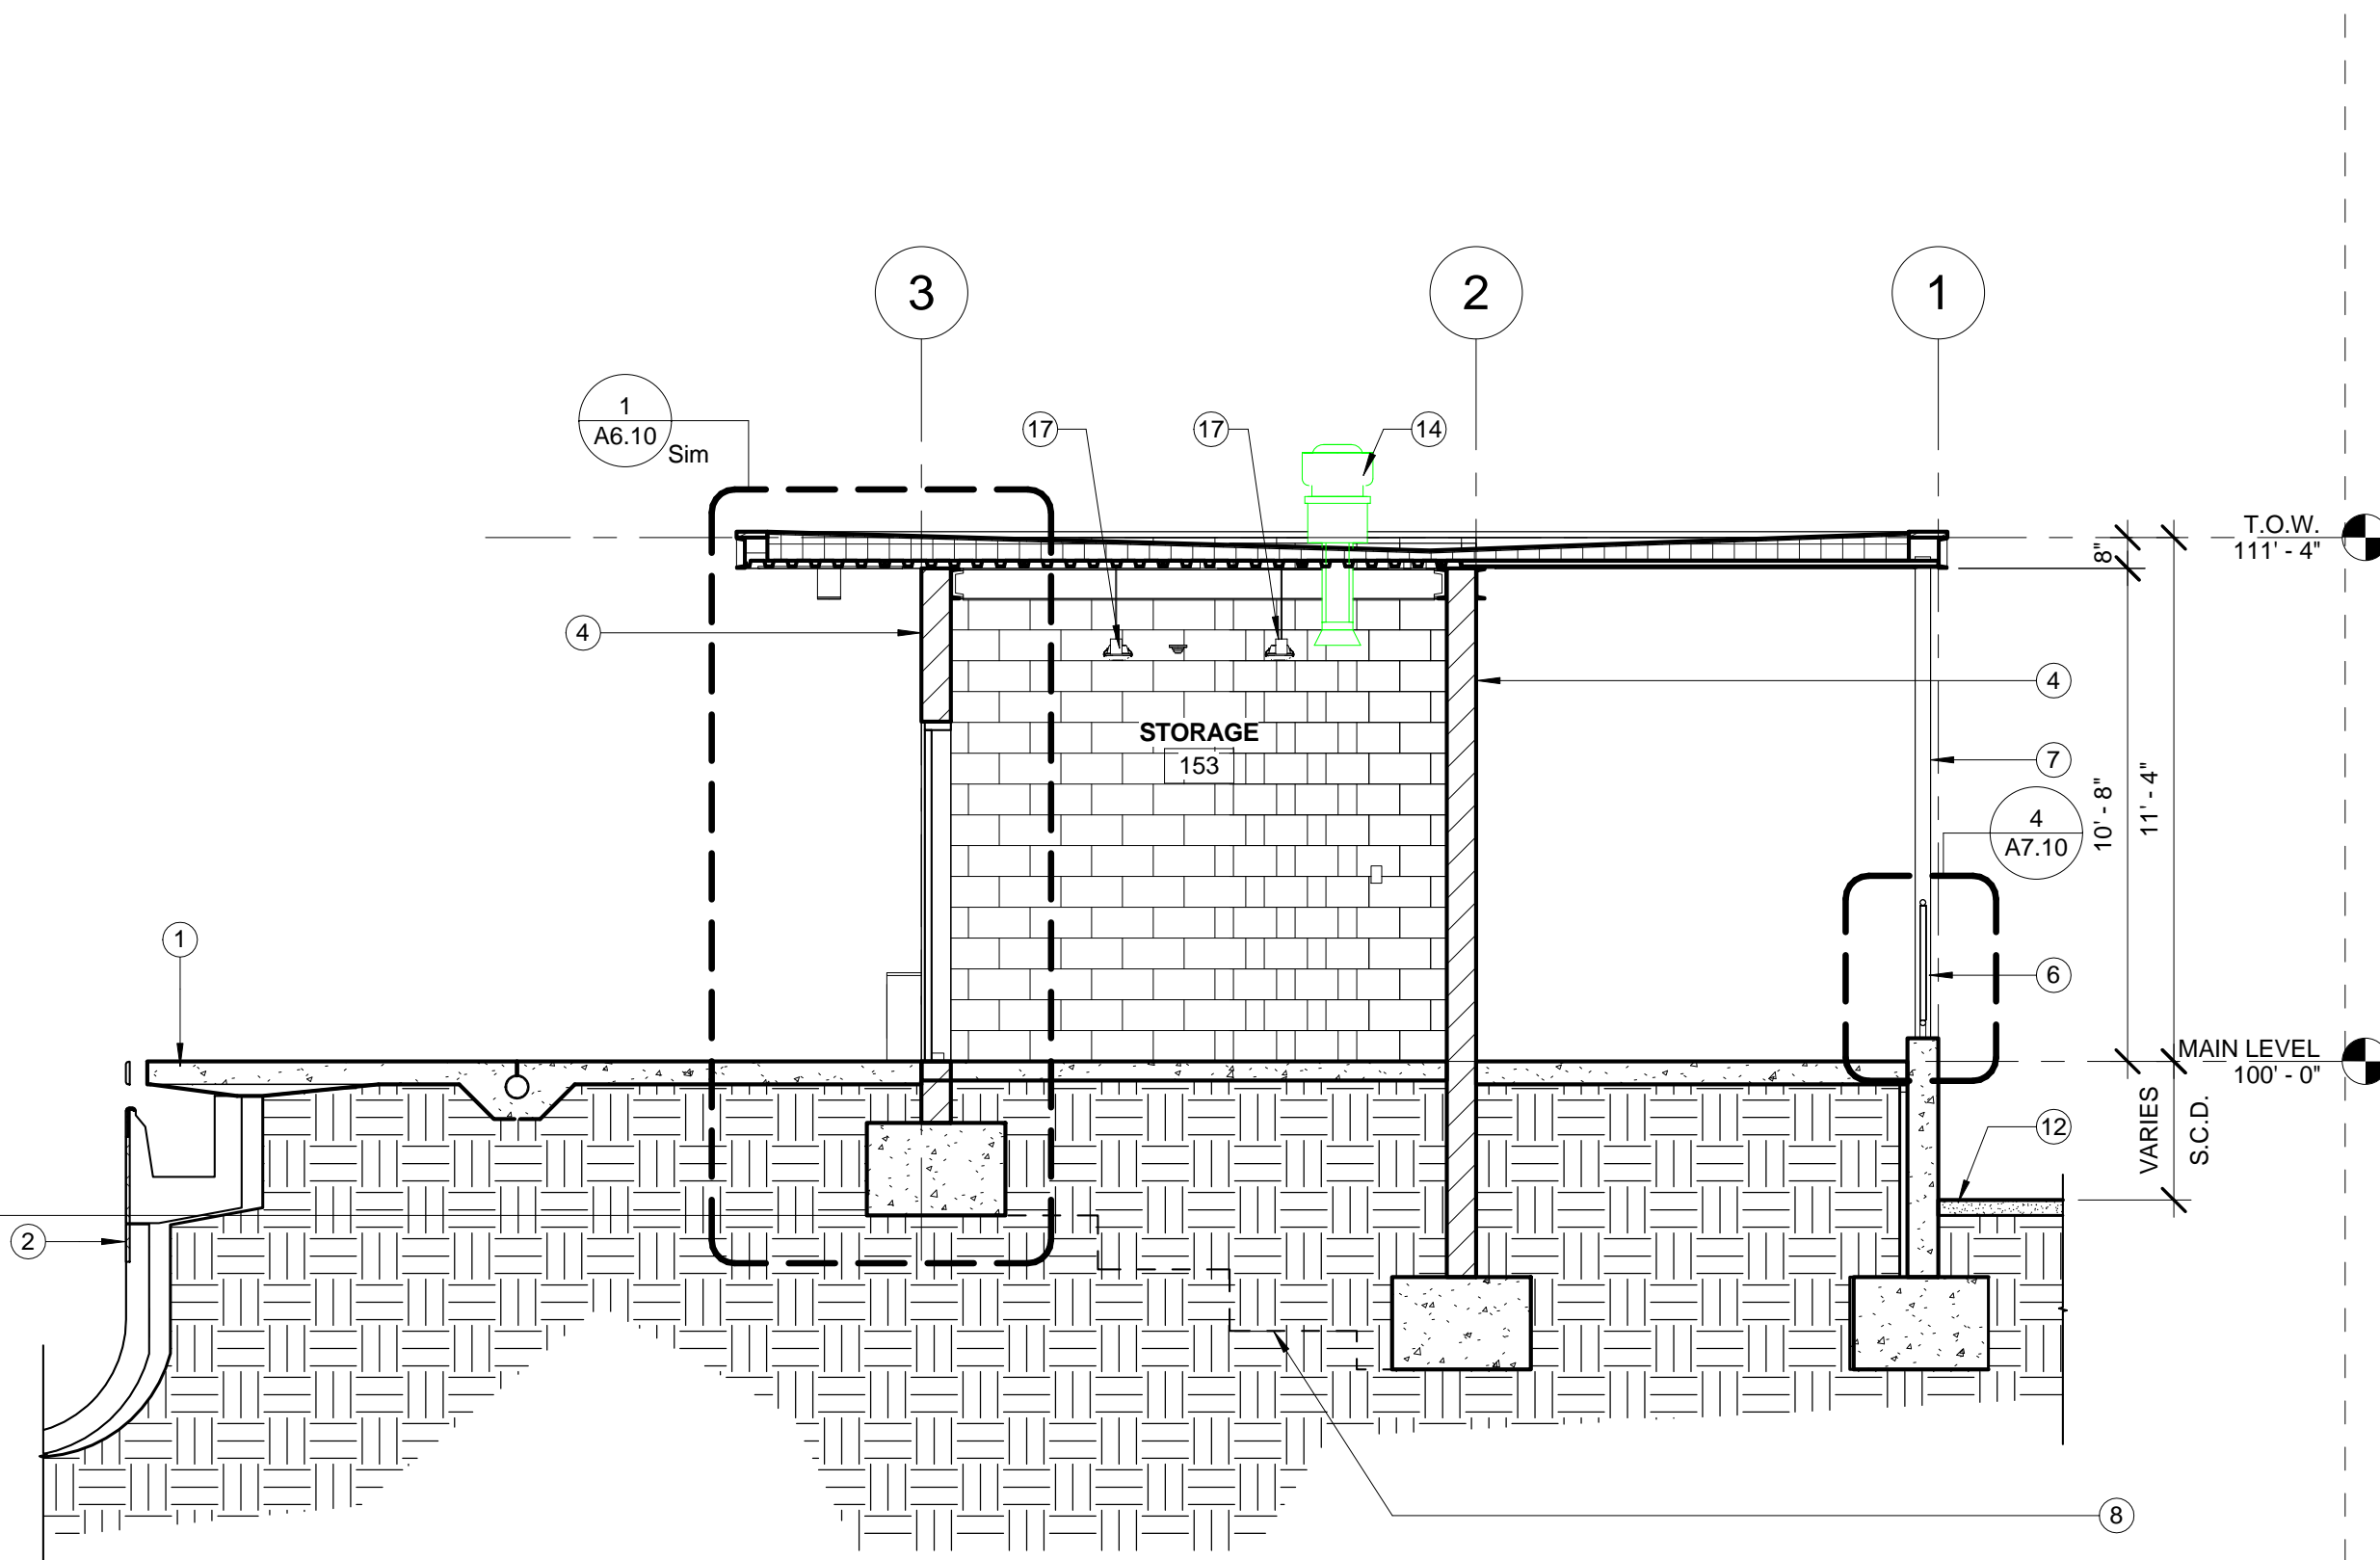 3
2
1
1
A6.10
Sim
17
17
14
T.O.W.
111' - 4"
8"
4
4
STORAGE
153
7
10' - 8"
11' - 4"
4
A7.10
1
6
MAIN LEVEL
100' - 0"
VARIES
S.C.D.
12
2
8